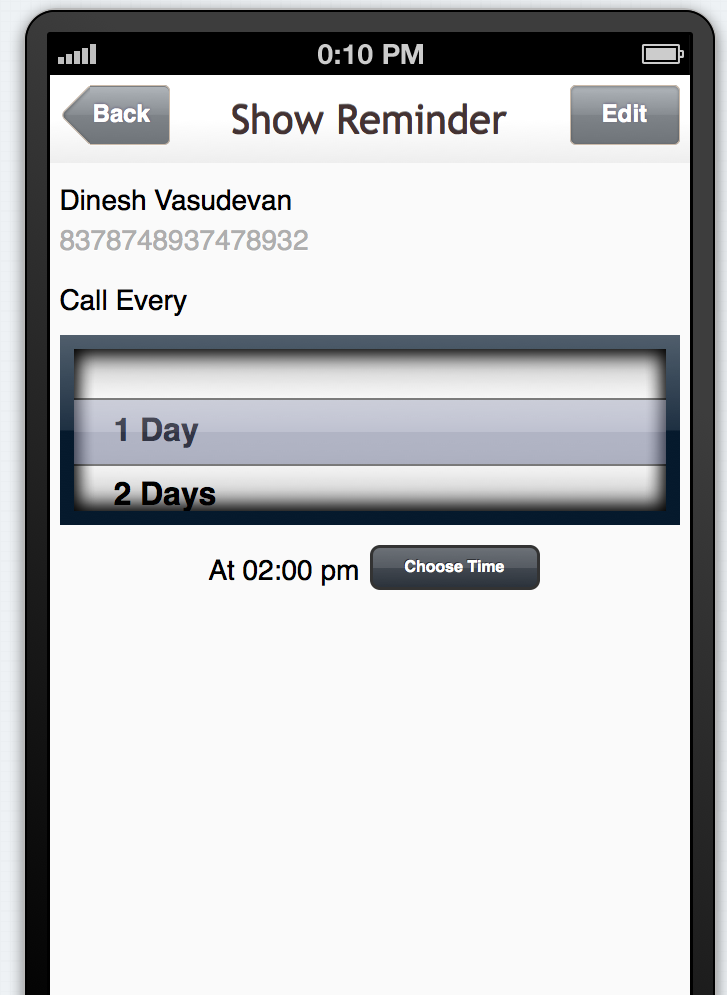 0:10 PM
Back
Show Reminder
Edit
Dinesh Vasudevan
8378748937478932
Call Every
1 Day
2 Days
At 02:00 pm
Choose Time